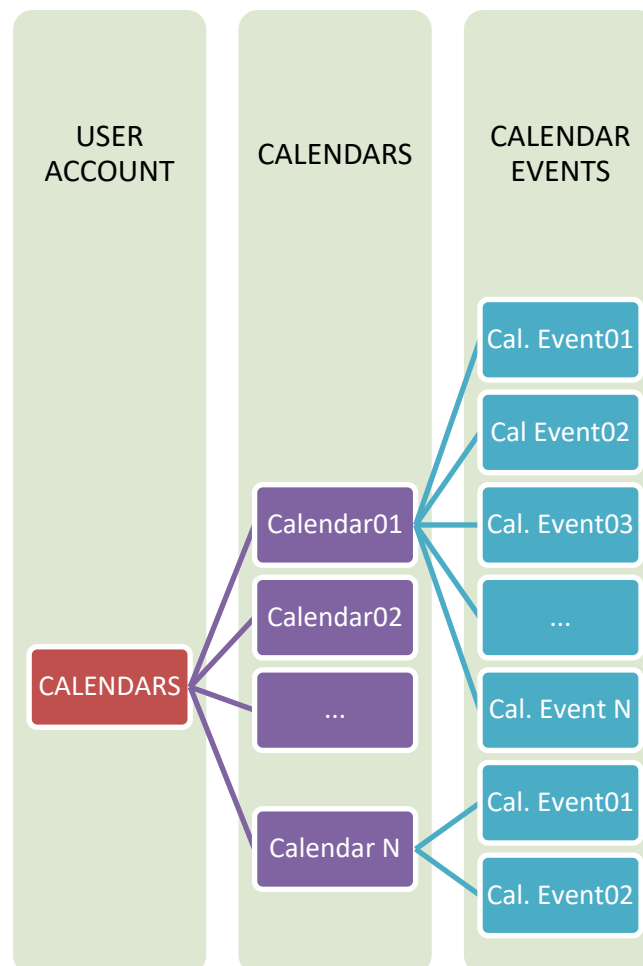 USER
ACCOUNT
CALENDARS
CALENDAR
EVENTS
CALENDARS
Calendar01
Calendar02
...
Calendar N
Cal. Event01
Cal Event02
Cal. Event03
...
Cal. Event N
Cal. Event01
Cal. Event02